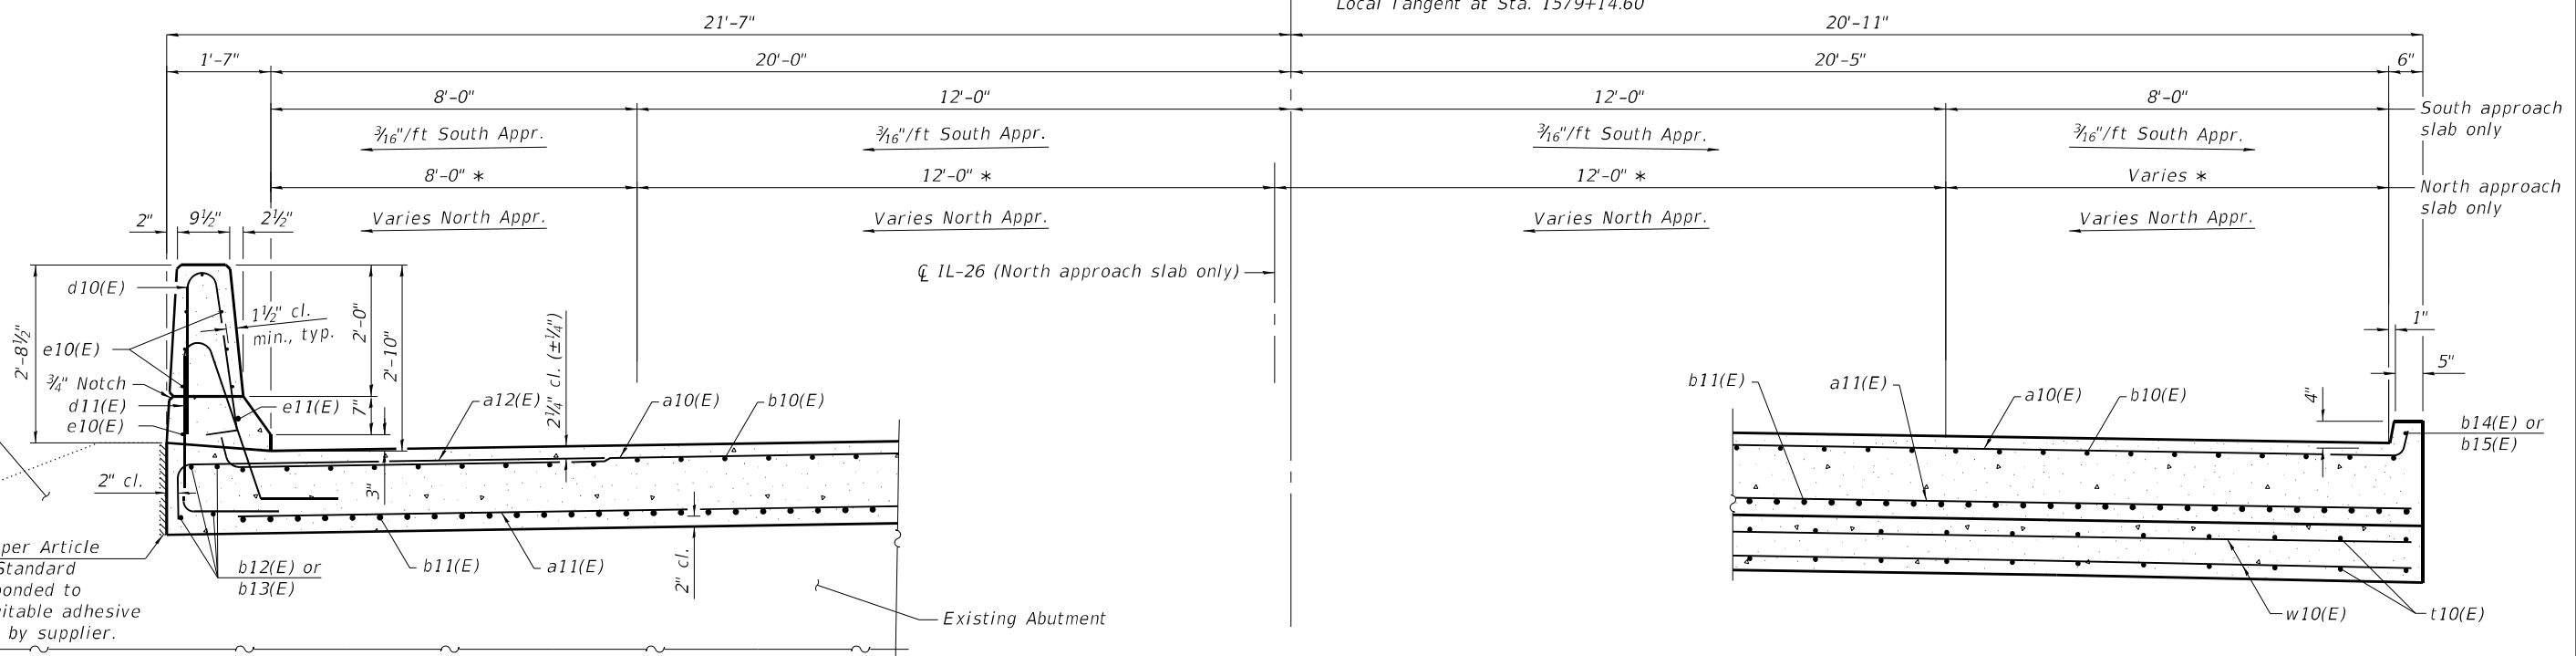 Local Tangent at Sta. 1579+14.60
21'-7"
20'-11"
1'-7"
20'-0"
20'-5"
6"
8'-0"
12'-0"
12'-0"
8'-0"
South approach
slab only
3/16"/ft South Appr.
3/16"/ft South Appr.
3/16"/ft South Appr.
3/16"/ft South Appr.
8'-0" *
12'-0" *
12'-0" *
Varies *
North approach
slab only
2"
9½"
2½"
Varies North Appr.
Varies North Appr.
Varies North Appr.
Varies North Appr.
℄ IL-26 (North approach slab only)
d10(E)
1½" cl.
min., typ.
2'-0"
2'-10"
2'-8½"
e10(E)
¾" Notch
d11(E)
e10(E)
e11(E)
7"
3"
2¼" cl. (±¼")
a12(E)
a10(E)
b10(E)
b11(E)
a11(E)
a10(E)
b10(E)
4"
1"
5"
b14(E) or
b15(E)
2" cl.
per Article
Standard
onded to
itable adhesive
by supplier.
b12(E) or
b13(E)
b11(E)
a11(E)
2" cl.
Existing Abutment
w10(E)
t10(E)